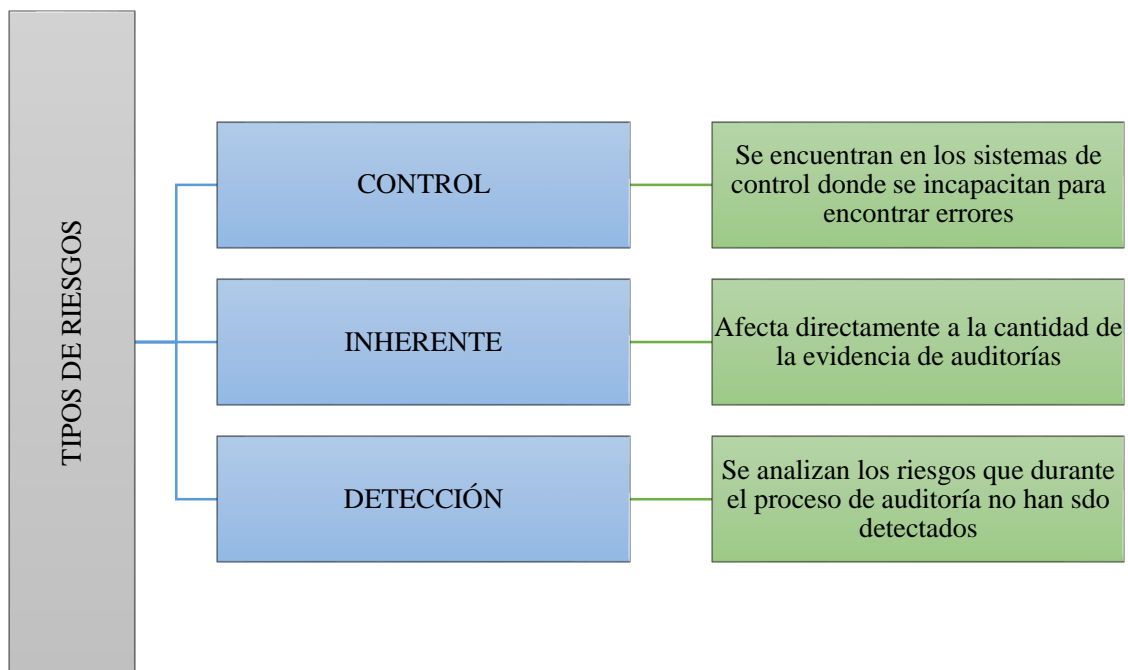 TIPOS DE RIESGOS
CONTROL
Se encuentran en los sistemas de
control donde se incapacitan para
encontrar errores
INHERENTE
Afecta directamente a la cantidad de
la evidencia de auditorías
DETECCIÓN
Se analizan los riesgos que durante
el proceso de auditoría no han sdo
detectados